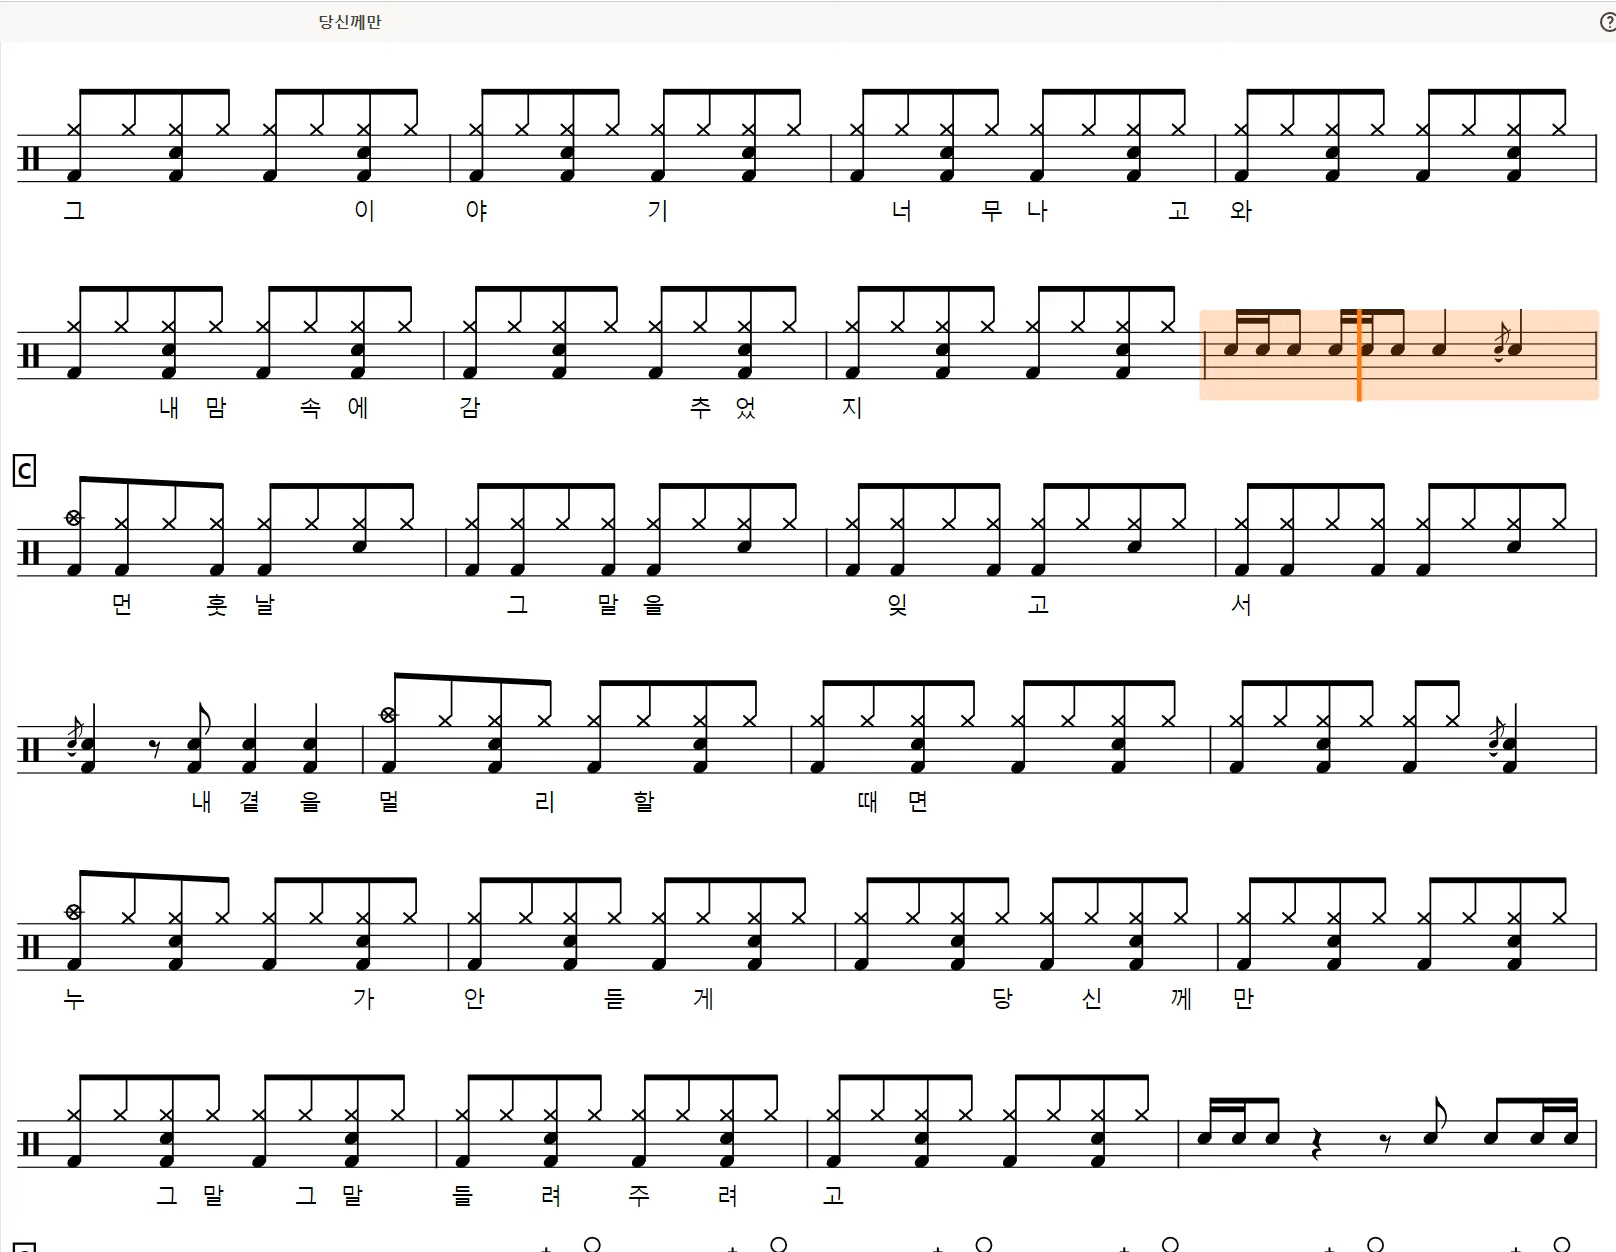 당신께만
그 이 야 기 너 무 나 고 와
내 맘 속 에 감 추 었 지
C
먼 훗 날 그 말 을 잊 고 서
내 곁 을 멀 리 할 때 면
누 가 안 듣 게 당 신 께 만
그 말 그 말 들 려 주 려 고